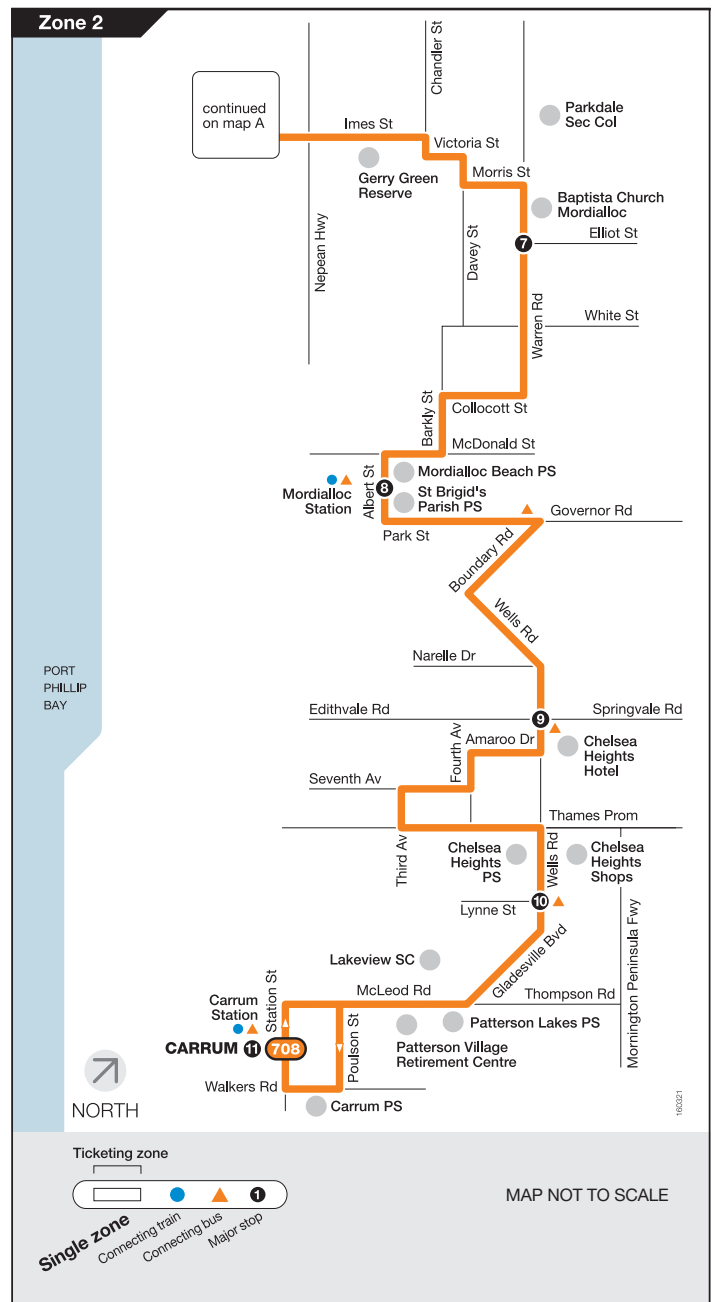 Zone 2
continued
on map A
Chandler St
Imes St
Victoria St
Parkdale
Sec Col
Gerry Green
Reserve
Morris St
Nepean Hwy
Davey St
Baptista Church
Mordialloc
7
Elliot St
Warren Rd
White St
Barkly St
Collocott St
McDonald St
Albert St
8
Mordialloc
Station
Mordialloc Beach PS
St Brigid's
Parish PS
Park St
Governor Rd
Boundary Rd
Wells Rd
Narelle Dr
PORT
PHILLIP
BAY
Edithvale Rd
9
Springvale Rd
Fourth Av
Amaroo Dr
Chelsea
Heights
Hotel
Seventh Av
Thames Prom
Third Av
Chelsea
Heights
PS
Wells Rd
Chelsea
Heights
Shops
Lynne St
10
Gladesville Bvd
Mornington Peninsula Fwy
Lakeview SC
McLeod Rd
Thompson Rd
Station St
Carrum
Station
CARRUM 11 708
Poulson St
Patterson Lakes PS
Patterson Village
Retirement Centre
Walkers Rd
Carrum PS
NORTH
160321
Ticketing zone
1
Single zone
Connecting train
Connecting bus
Major stop
MAP NOT TO SCALE